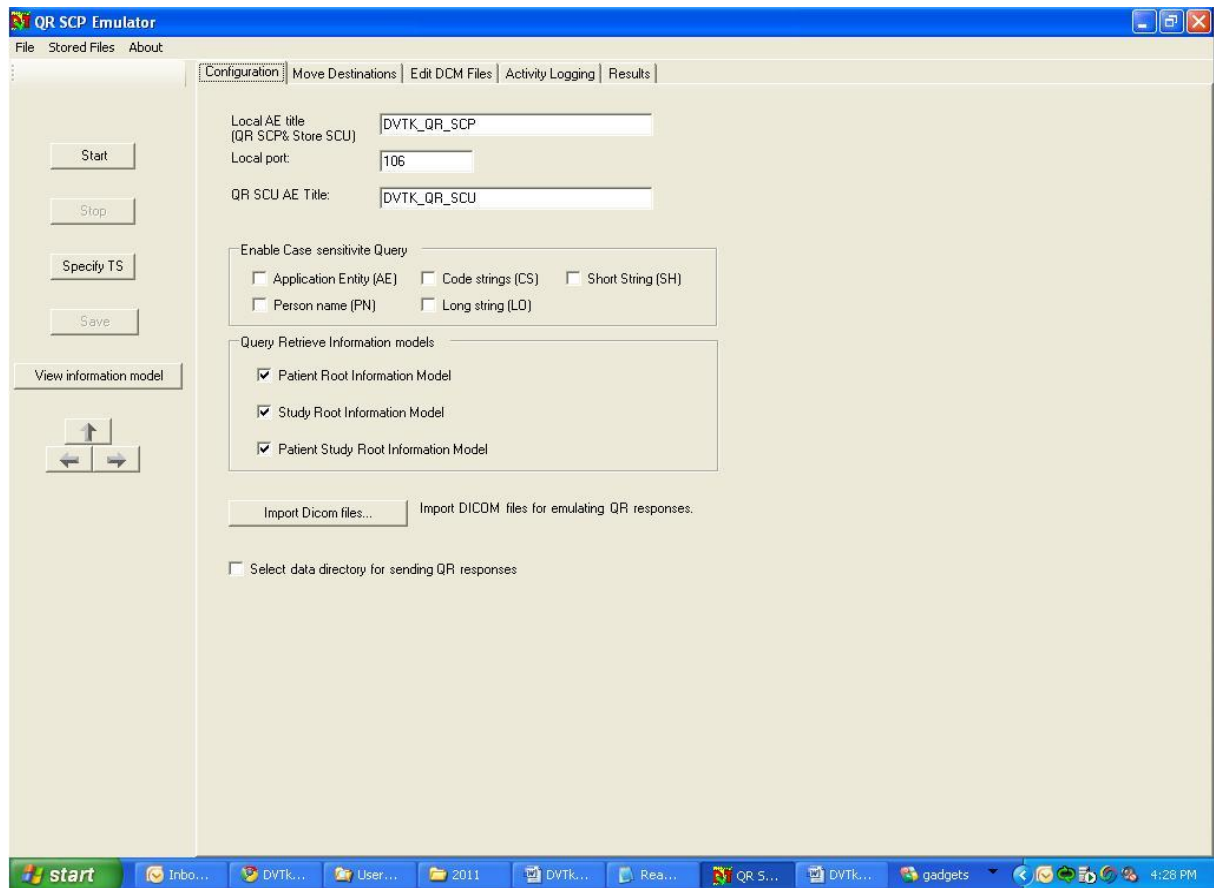 QR SCP Emulator
File Stored Files About
Configuration Move Destinations Edit DCM Files Activity Logging Results
Local AE title
(QR SCP& Store SCU)
DVTK_QR_SCP
Start
Local port:
106
QR SCU AE Title:
DVTK_QR_SCU
Stop
Enable Case sensitivite Query
Specify TS
Application Entity (AE) Code strings (CS) Short String (SH)
Person name (PN) Long string (LO)
Save
Query Retrieve Information models
View information model
Patient Root Information Model
Study Root Information Model
Patient Study Root Information Model
Import Dicom files... Import DICOM files for emulating QR responses.
Select data directory for sending QR responses
start Inbo... DVTk... User... 2011 DVTk... Rea... QR S... DVTk... gadgets 4:28 PM